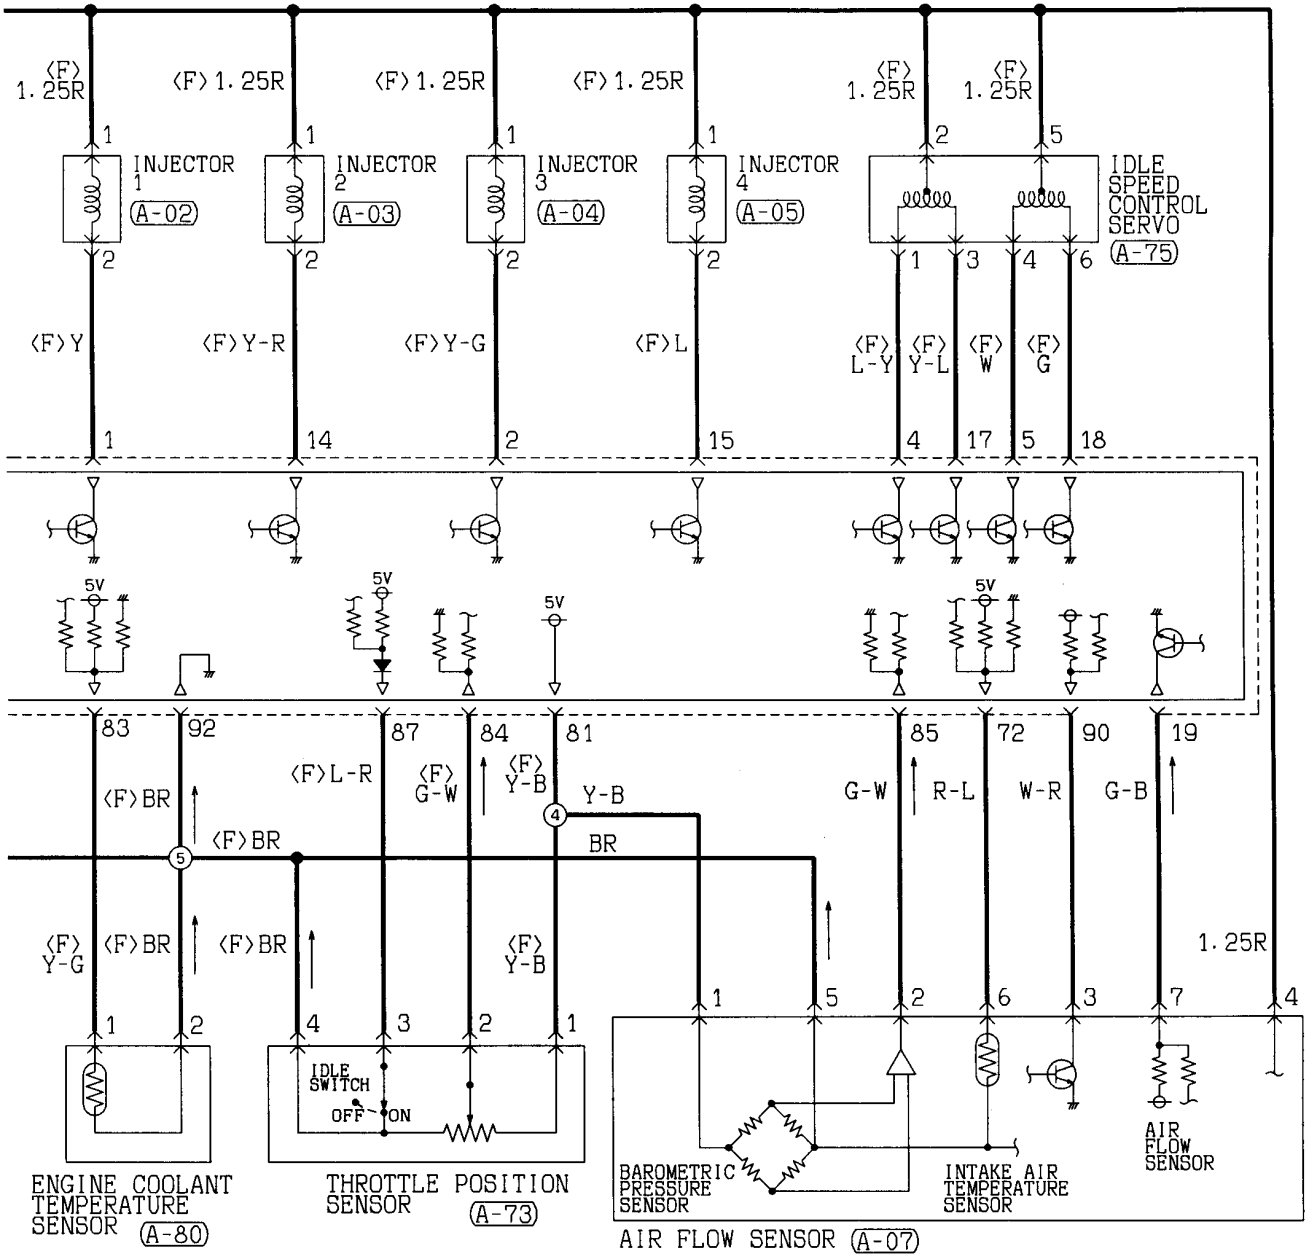 〈F〉
1.25R
〈F〉1.25R
〈F〉1.25R
〈F〉1.25R
〈F〉
1.25R
〈F〉
1.25R
1
1
1
1
2
5
INJECTOR
1
A-02
INJECTOR
2
A-03
INJECTOR
3
A-04
INJECTOR
4
A-05
IDLE
SPEED
CONTROL
SERVO
A-75
2
2
2
2
1
3
4
6
〈F〉Y
〈F〉Y-R
〈F〉Y-G
〈F〉L
〈F〉
L-Y
〈F〉
Y-L
〈F〉
W
〈F〉
G
1
14
2
15
4
17
5
18
5V
5V
5V
5V
83
92
87
84
81
85
72
90
19
〈F〉BR
〈F〉L-R
〈F〉
G-W
〈F〉
Y-B
Y-B
G-W
R-L
W-R
G-B
4
5
〈F〉BR
BR
〈F〉
Y-G
〈F〉BR
〈F〉BR
〈F〉
Y-B
1.25R
1
2
4
3
2
1
1
5
2
6
3
7
4
IDLE
SWITCH
OFF
ON
ENGINE COOLANT
TEMPERATURE
SENSOR
A-80
THROTTLE POSITION
SENSOR
A-73
BAROMETRIC
PRESSURE
SENSOR
INTAKE AIR
TEMPERATURE
SENSOR
AIR
FLOW
SENSOR
AIR FLOW SENSOR
A-07